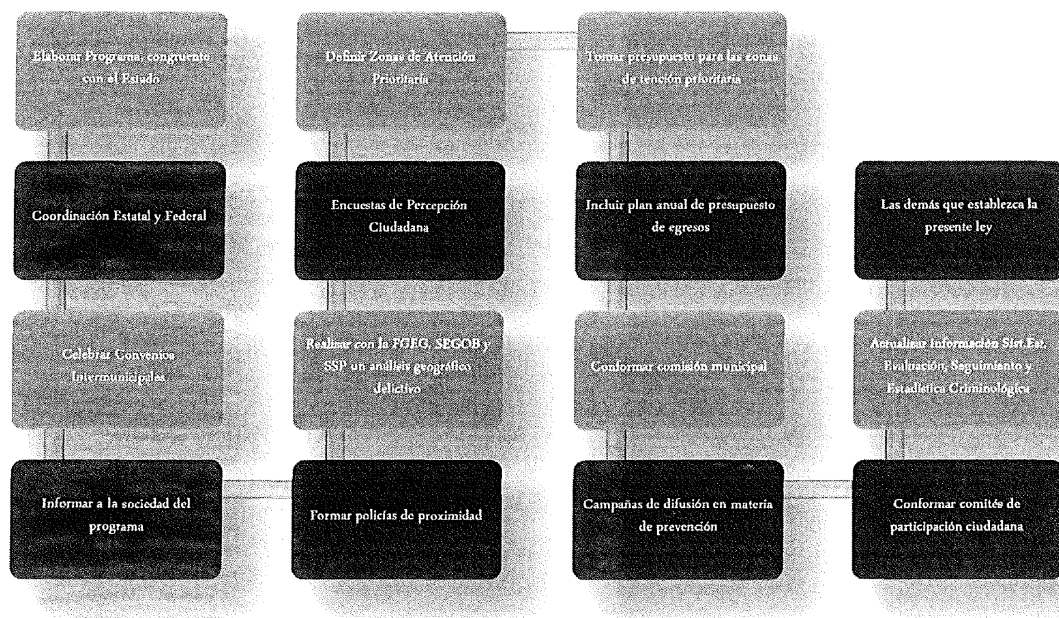 Elaborar Programa, congruente
con el Estado
Coordinación Estatal y Federal
Celebrar Convenios
Intermunicipales
Informar a la sociedad del
programa
Formar policías de proximidad
Realizar con la FGEG, SEGOB y
SSP un análisis geográfico
delictivo
Encuestas de Percepción
Ciudadana
Definir Zonas de Atención
Prioritaria
Tomar presupuesto para las zonas
de tención prioritaria
Incluir plan anual de presupuesto
de egresos
Conformar comisión municipal
Campañas de difusión en materia
de prevención
Conformar comités de
participación ciudadana
Actualizar Información Sist.Est.
Evaluación, Seguimiento y
Estadística Criminológica
Las demás que establezca la
presente ley